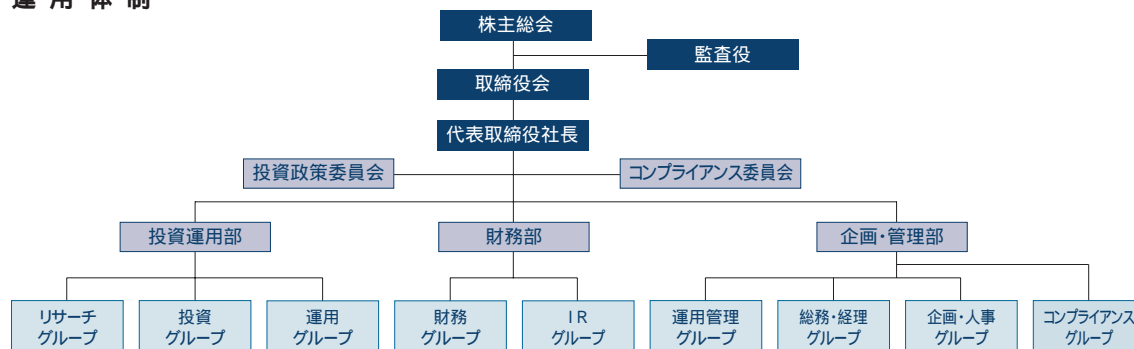 運用体制
株主総会
監査役
取締役会
代表取締役社長
投資政策委員会
コンプライアンス委員会
投資運用部
財務部
企画・管理部
リサーチ
グループ
投資
グループ
運用
グループ
財務
グループ
IR
グループ
運用管理
グループ
総務・経理
グループ
企画・人事
グループ
コンプライアンス
グループ